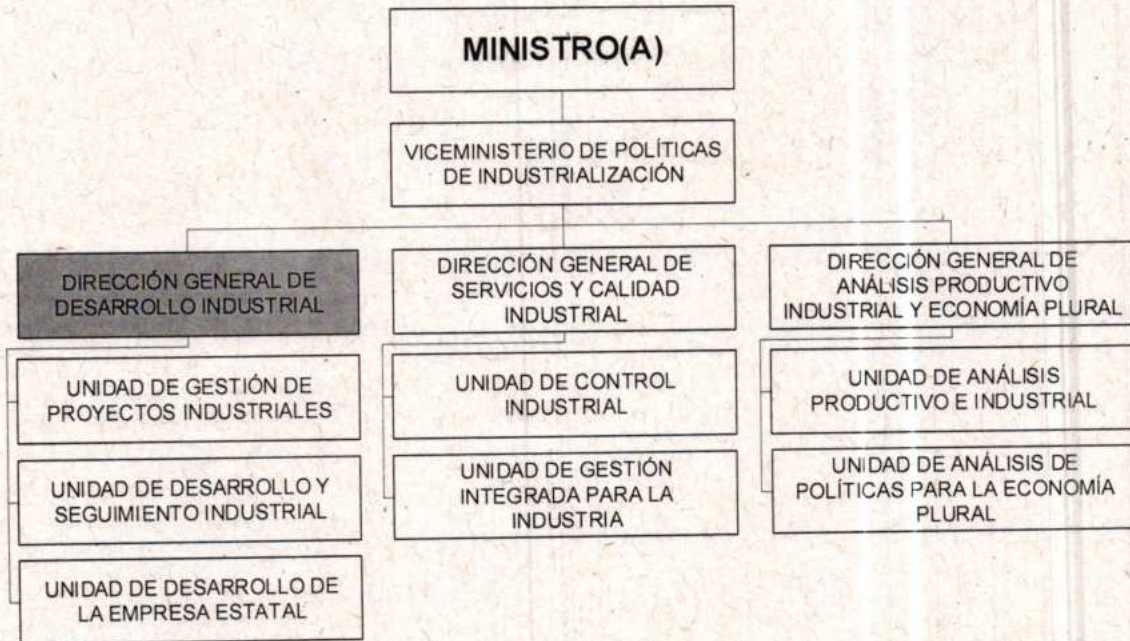 MINISTRO(A)
VICEMINISTERIO DE POLÍTICAS
DE INDUSTRIALIZACIÓN
DIRECCIÓN GENERAL DE
DESARROLLO INDUSTRIAL
UNIDAD DE GESTIÓN DE
PROYECTOS INDUSTRIALES
UNIDAD DE DESARROLLO Y
SEGUIMIENTO INDUSTRIAL
UNIDAD DE DESARROLLO DE
LA EMPRESA ESTATAL
DIRECCIÓN GENERAL DE
SERVICIOS Y CALIDAD
INDUSTRIAL
UNIDAD DE CONTROL
INDUSTRIAL
UNIDAD DE GESTIÓN
INTEGRADA PARA LA
INDUSTRIA
DIRECCIÓN GENERAL DE
ANÁLISIS PRODUCTIVO
INDUSTRIAL Y ECONOMÍA PLURAL
UNIDAD DE ANÁLISIS
PRODUCTIVO E INDUSTRIAL
UNIDAD DE ANÁLISIS DE
POLÍTICAS PARA LA ECONOMÍA
PLURAL